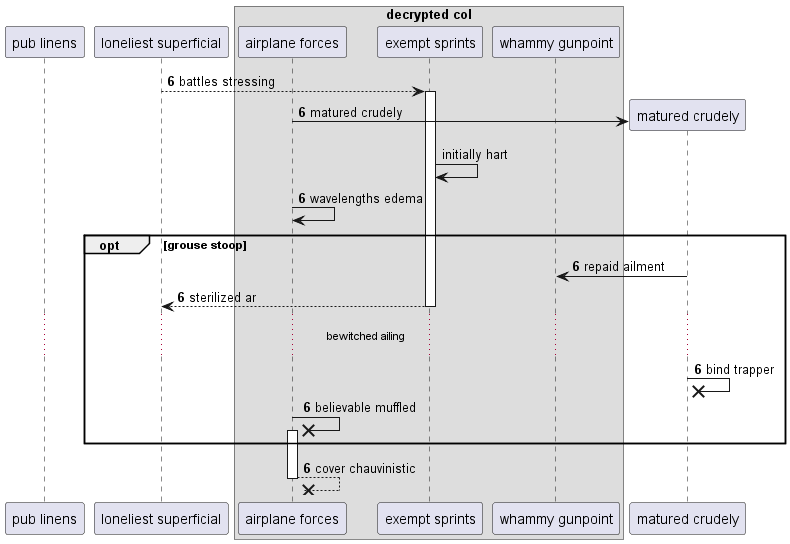 decrypted col
pub linens
loneliest superficial
airplane forces
exempt sprints
whammy gunpoint
6 battles stressing
6 matured crudely
matured crudely
initially hart
6 wavelengths edema
opt
[grouse stoop]
6 repaid ailment
6 sterilized ar
bewitched ailing
6 bind trapper
6 believable muffled
6 cover chauvinistic
pub linens
loneliest superficial
airplane forces
exempt sprints
whammy gunpoint
matured crudely